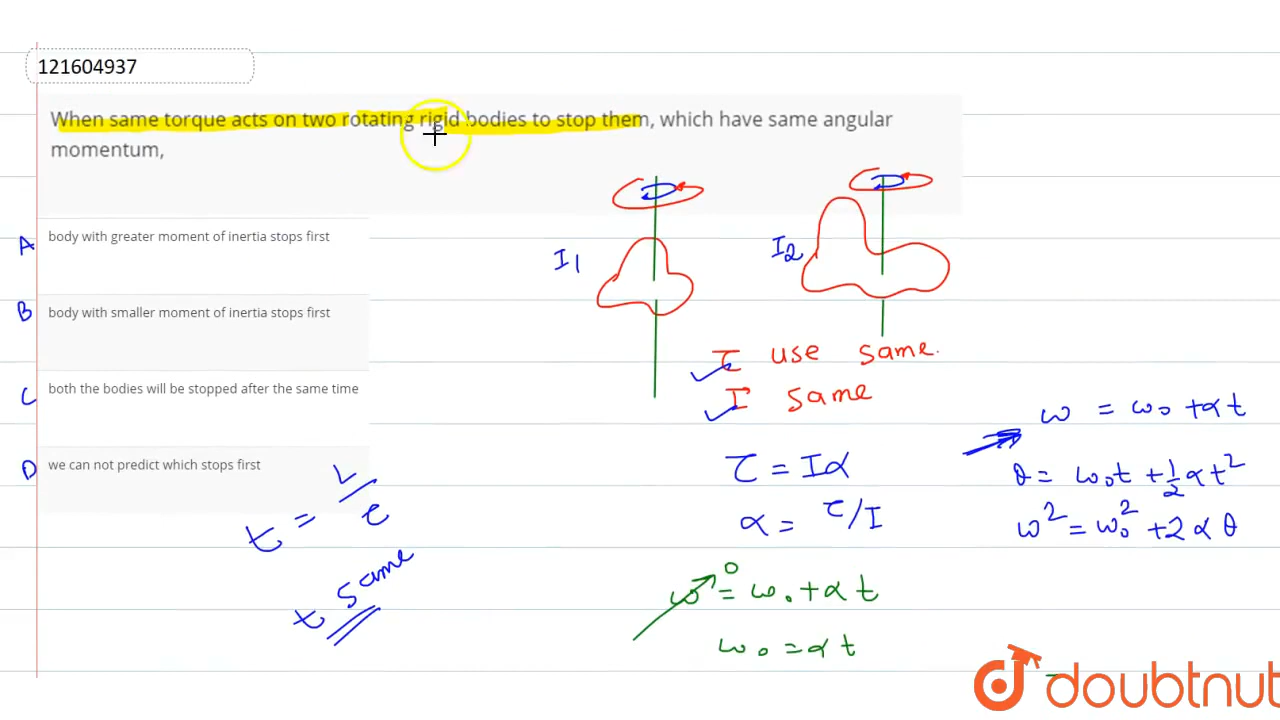 121604937
When same torque acts on two rotating rigid bodies to stop them, which have same angular
momentum,
A body with greater moment of inertia stops first
B body with smaller moment of inertia stops first
C both the bodies will be stopped after the same time
D we can not predict which stops first
I1
I2
τ use same.
I same
τ = Iα
α = τ/I
ω = ω₀ + αt
θ = ω₀t + 1/2 αt²
ω² = ω₀² + 2αθ
ω 0 = ω₀ + αt
ω₀ = αt
t = L/τ
t same
doubtnut